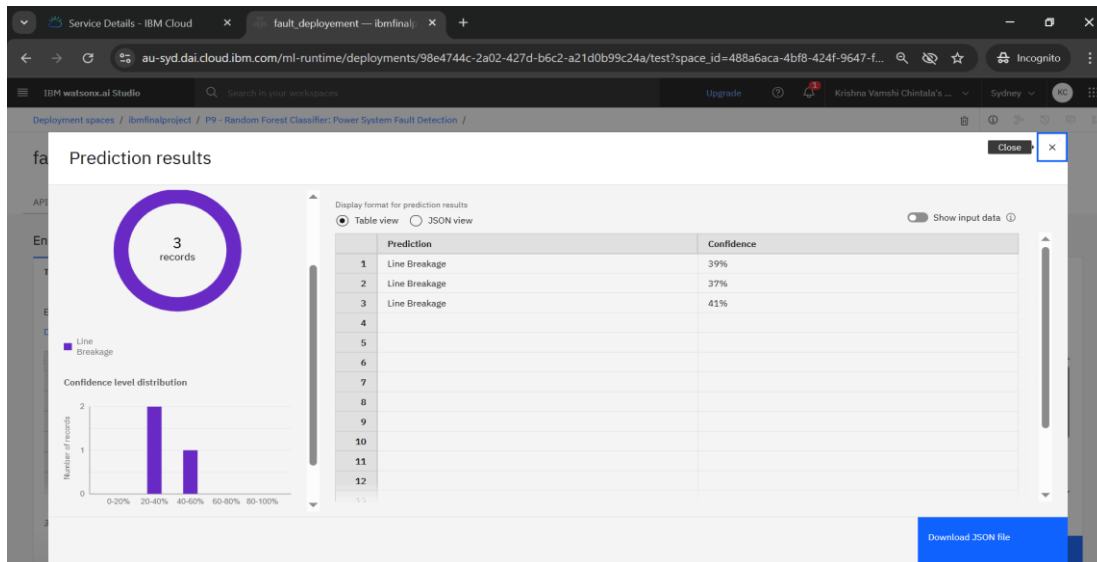 Service Details - IBM Cloud
fault_deployement — ibmfinalp
au-syd.dai.cloud.ibm.com/ml-runtime/deployments/98e4744c-2a02-427d-b6c2-a21d0b99c24a/test?space_id=488a6aca-4bf8-424f-9647-f...
Incognito
IBM watsonx.ai Studio
Search in your workspaces
Upgrade
1
Krishna Vamshi Chintala's ...
Sydney
KC
Deployment spaces / ibmfinalproject / P9 - Random Forest Classifier: Power System Fault Detection /
fa
Prediction results
Close
API
En
3
records
Line
Breakage
Confidence level distribution
Number of records
2
1
0
0-20% 20-40% 40-60% 60-80% 80-100%
Display format for prediction results
Table view JSON view
Show input data
Prediction Confidence
1 Line Breakage 39%
2 Line Breakage 37%
3 Line Breakage 41%
4
5
6
7
8
9
10
11
12
Download JSON file